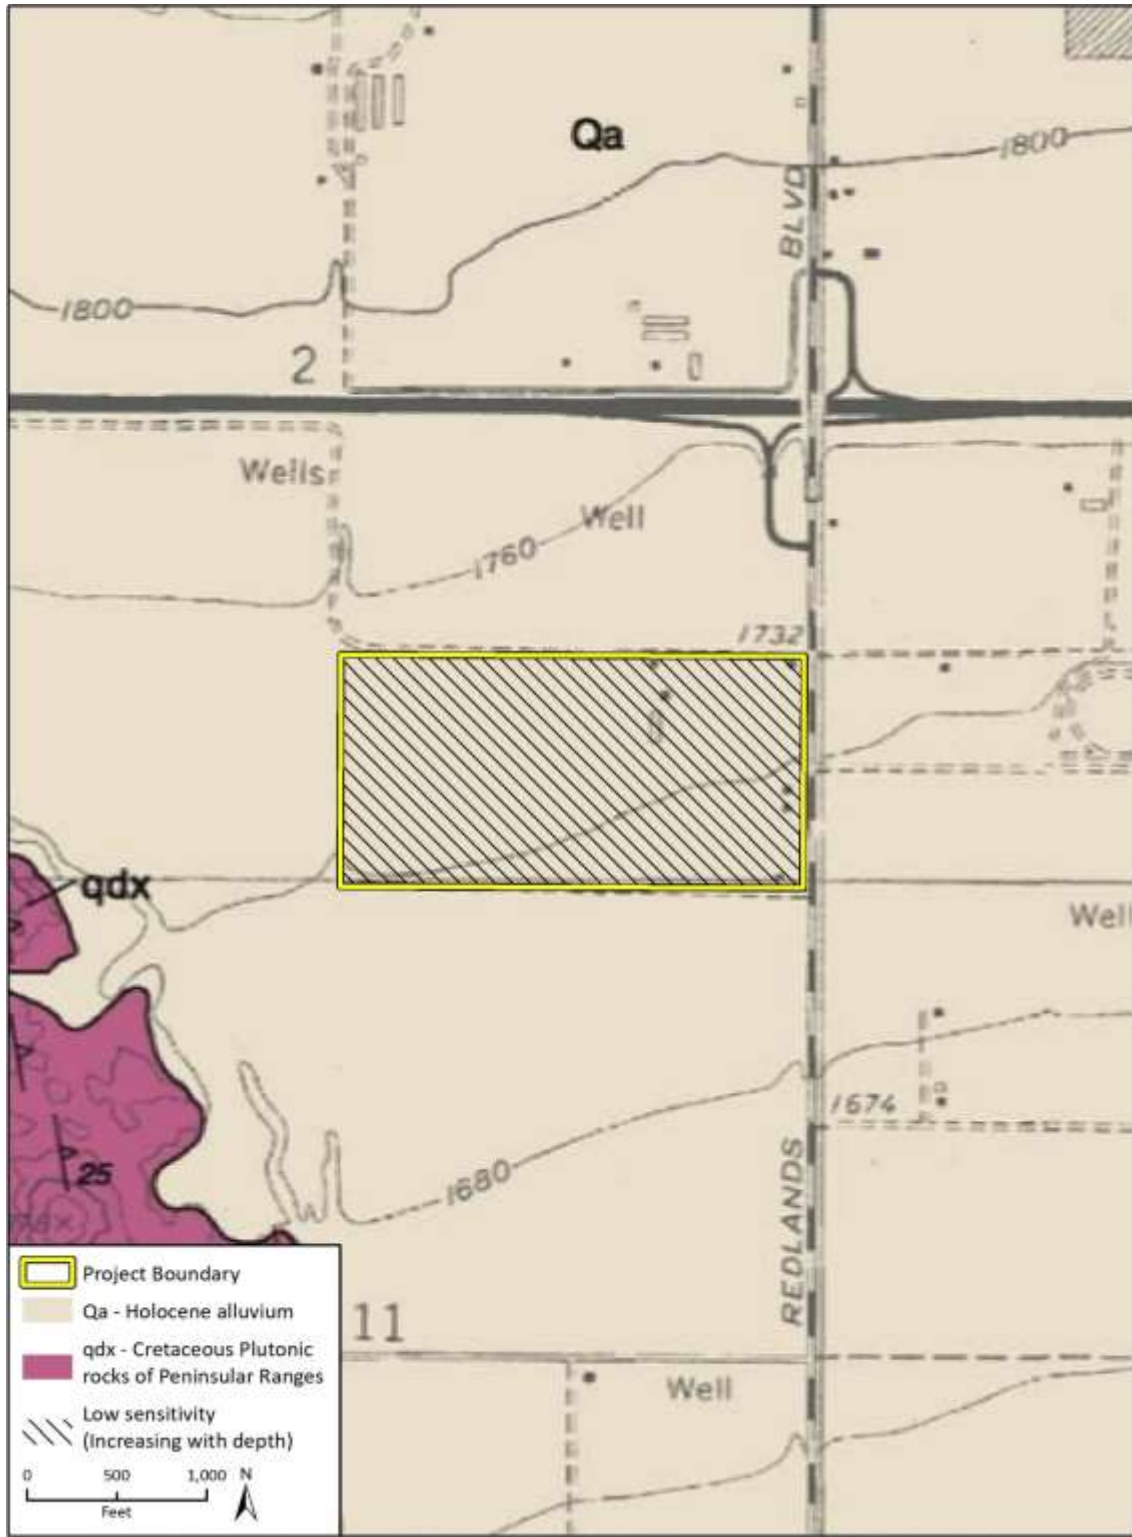 Qa
1800
BLVD
1800
2
Wells
Well
1760
1732
qdx
Well
1674
25
1680
REDLANDS
11
Well
Project Boundary
Qa - Holocene alluvium
qdx - Cretaceous Plutonic
rocks of Peninsular Ranges
Low sensitivity
(Increasing with depth)
0 500 1,000 N
Feet